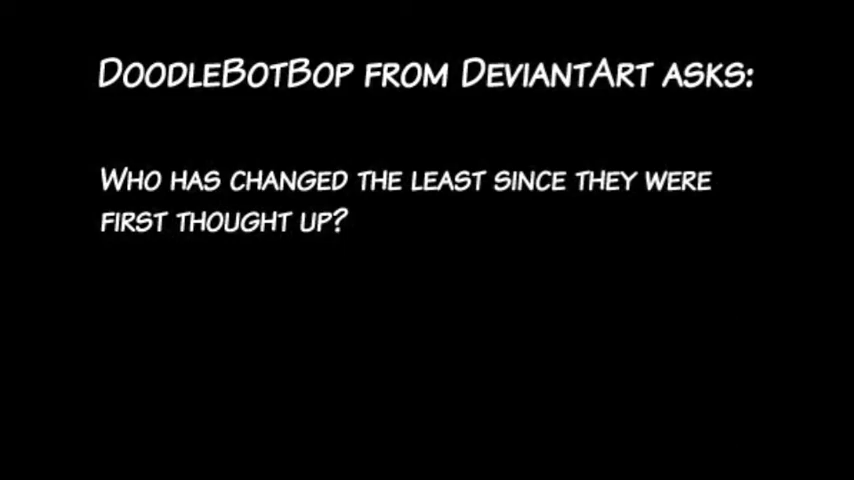 DoodleBotBop from DeviantArt asks:
Who has changed the least since they were
first thought up?